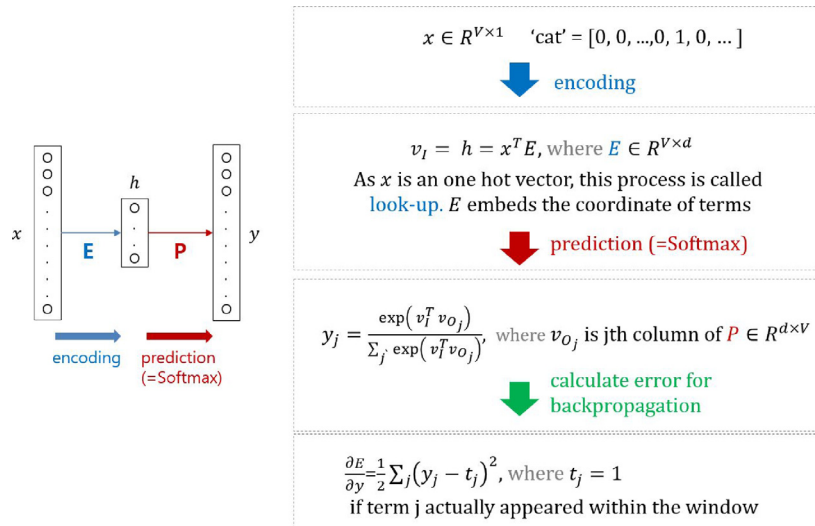 x
h
y
E
P
encoding
prediction
(=Softmax)
x ∈ R^{V×1} ‘cat’ = [0, 0, ...,0, 1, 0, ... ]
encoding
v_I = h = x^T E, where E ∈ R^{V×d}
As x is an one hot vector, this process is called
look-up. E embeds the coordinate of terms
prediction (=Softmax)
y_j = exp(v_I^T v_{O_j}) / ∑_j exp(v_I^T v_{O_j}), where v_{O_j} is jth column of P ∈ R^{d×V}
calculate error for
backpropagation
∂E/∂y = 1/2 ∑_j (y_j − t_j)^2, where t_j = 1
if term j actually appeared within the window